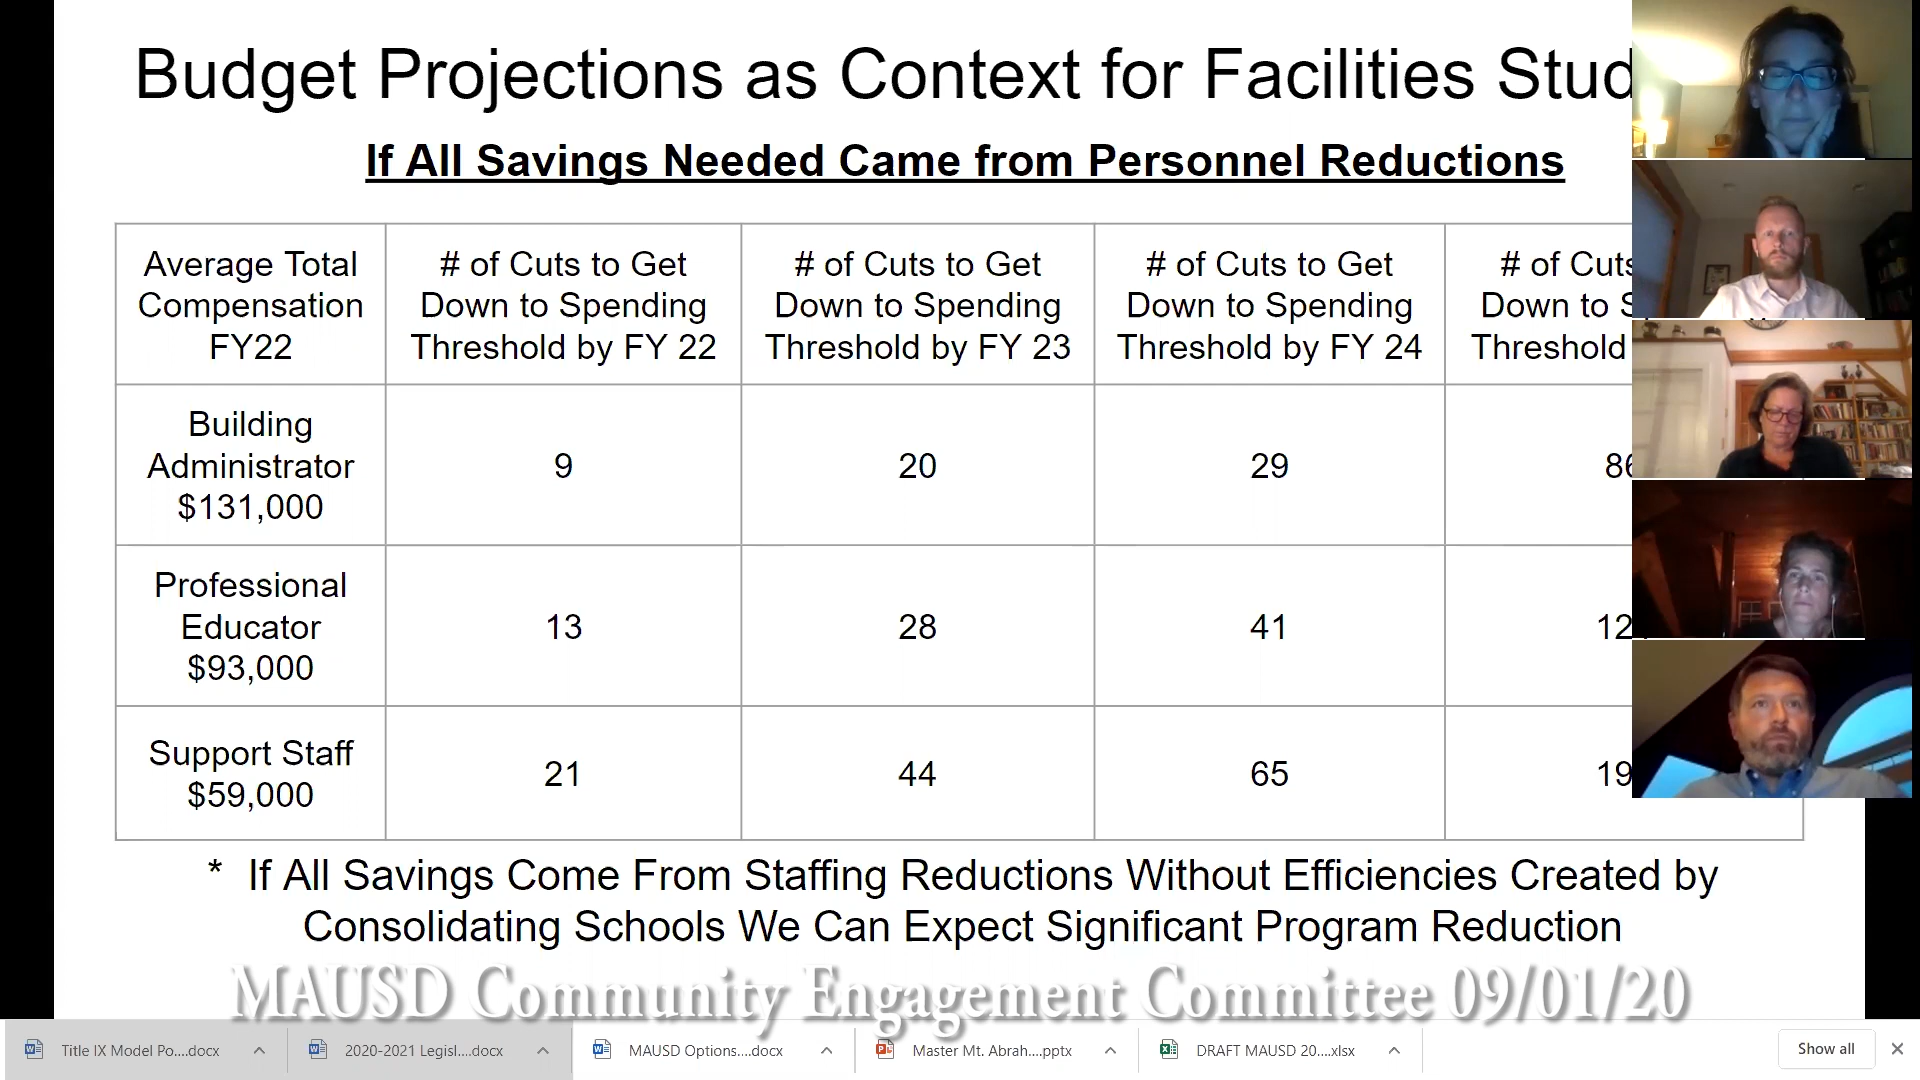 Budget Projections as Context for Facilities
If All Savings Needed Came from Personnel Reductions
Average Total
Compensation
FY22
# of Cuts to Get
Down to Spending
Threshold by FY 22
# of Cuts to Get
Down to Spending
Threshold by FY 23
# of Cuts to Get
Down to Spending
Threshold by FY 24
# of Cuts
Down to
Threshold
Building
Administrator
$131,000
9
20
29
Professional
Educator
$93,000
13
28
41
Support Staff
$59,000
21
44
65
* If All Savings Come From Staffing Reductions Without Efficiencies Created by
Consolidating Schools We Can Expect Significant Program Reduction
MAUSD Community Engagement Committee 09/01/20
Title IX Model Po....docx
2020-2021 Legisl....docx
MAUSD Options....docx
Master Mt. Abrah....pptx
DRAFT MAUSD 20....xlsx
Show all